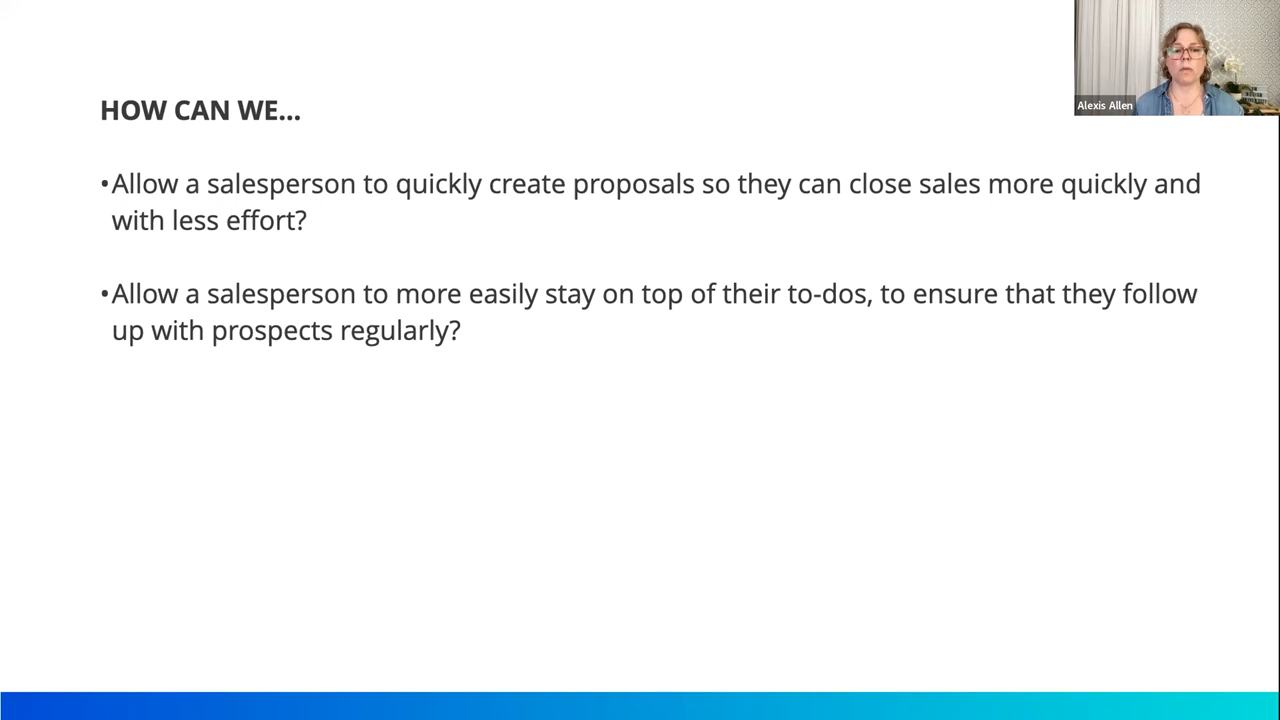 HOW CAN WE...
•Allow a salesperson to quickly create proposals so they can close sales more quickly and
with less effort?
•Allow a salesperson to more easily stay on top of their to-dos, to ensure that they follow
up with prospects regularly?
Alexis Allen